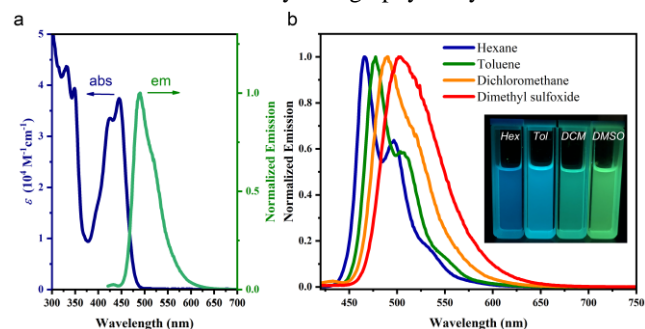 a
b
abs
em
ε (10⁴ M⁻¹cm⁻¹)
5
4
3
2
1
0
Normalized Emission
1.0
0.5
0.0
300 350 400 450 500 550 600 700
Wavelength (nm)
Normalized Emission
1.0
0.8
0.6
0.4
0.2
0.0
450 500 550 600 650 700 750
Wavelength (nm)
Hexane
Toluene
Dichloromethane
Dimethyl sulfoxide
Hex Tol DCM DMSO